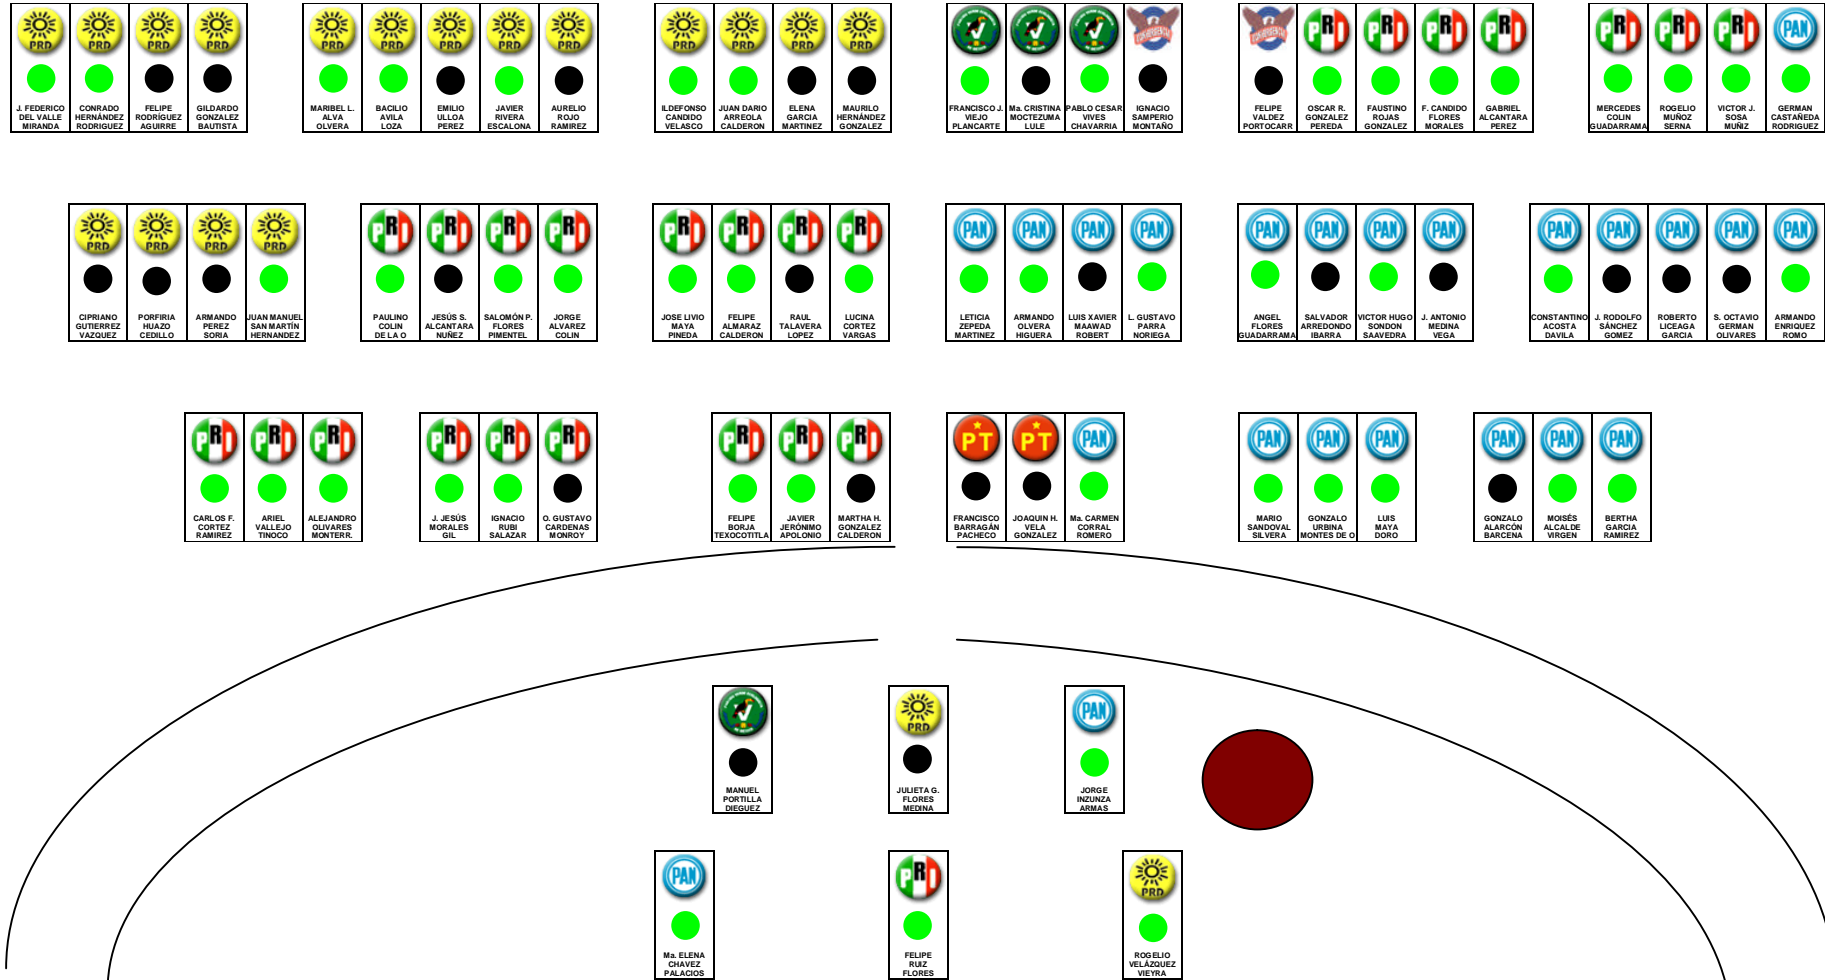 PRD PRD PRD PRD
J. FEDERICO
DEL VALLE
MIRANDA
CONRADO
HERNÁNDEZ
RODRIGUEZ
FELIPE
RODRÍGUEZ
AGUIRRE
GILDARDO
GONZALEZ
BAUTISTA
PRD PRD PRD PRD PRD
MARIBEL L.
ALVA
OLVERA
BACILIO
AVILA
LOZA
EMILIO
ULLOA
PEREZ
JAVIER
RIVERA
ESCALONA
AURELIO
ROJO
RAMIREZ
PRD PRD PRD PRD
ILDEFONSO
CANDIDO
VELASCO
JUAN DARIO
ARREOLA
CALDERON
ELENA
GARCIA
MARTINEZ
MAURILO
HERNÁNDEZ
GONZALEZ
FRANCISCO J.
VIEJO
PLANCARTE
Ma. CRISTINA
MOCTEZUMA
LULE
PABLO CESAR
VIVES
CHAVARRIA
CONVERGENCIA
IGNACIO
SAMPERIO
MONTAÑO
CONVERGENCIA PRI PRI PRI PRI
FELIPE
VALDEZ
PORTOCARR
OSCAR R.
GONZALEZ
PEREDA
FAUSTINO
ROJAS
GONZALEZ
F. CANDIDO
FLORES
MORALES
GABRIEL
ALCANTARA
PEREZ
PRI PRI PRI PAN
MERCEDES
COLIN
GUADARRAMA
ROGELIO
MUÑOZ
SERNA
VICTOR J.
SOSA
MUÑIZ
GERMAN
CASTAÑEDA
RODRIGUEZ
PRD PRD PRD PRD
CIPRIANO
GUTIERREZ
VAZQUEZ
PORFIRIA
HUAZO
CEDILLO
ARMANDO
PEREZ
SORIA
JUAN MANUEL
SAN MARTÍN
HERNANDEZ
PRI PRI PRI PRI
PAULINO
COLIN
DE LA O
JESÚS S.
ALCANTARA
NUÑEZ
SALOMÓN P.
FLORES
PIMENTEL
JORGE
ALVAREZ
COLIN
PRI PRI PRI PRI
JOSE LIVIO
MAYA
PINEDA
FELIPE
ALMARAZ
CALDERON
RAUL
TALAVERA
LOPEZ
LUCINA
CORTEZ
VARGAS
PAN PAN PAN PAN
LETICIA
ZEPEDA
MARTINEZ
ARMANDO
OLVERA
HIGUERA
LUIS XAVIER
MAAWAD
ROBERT
L. GUSTAVO
PARRA
NORIEGA
PAN PAN PAN PAN
ANGEL
FLORES
GUADARRAMA
SALVADOR
ARREDONDO
IBARRA
VICTOR HUGO
SONDON
SAAVEDRA
J. ANTONIO
MEDINA
VEGA
PAN PAN PAN PAN PAN
CONSTANTINO
ACOSTA
DAVILA
J. RODOLFO
SÁNCHEZ
GOMEZ
ROBERTO
LICEAGA
GARCIA
S. OCTAVIO
GERMAN
OLIVARES
ARMANDO
ENRIQUEZ
ROMO
PRI PRI PRI
CARLOS F.
CORTEZ
RAMIREZ
ARIEL
VALLEJO
TINOCO
ALEJANDRO
OLIVARES
MONTERR.
PRI PRI PRI
J. JESÚS
MORALES
GIL
IGNACIO
RUBI
SALAZAR
O. GUSTAVO
CARDENAS
MONROY
PRI PRI PRI
FELIPE
BORJA
TEXOCOTITLA
JAVIER
JERÓNIMO
APOLONIO
MARTHA H.
GONZALEZ
CALDERON
PT PT PAN
FRANCISCO
BARRAGÁN
PACHECO
JOAQUIN H.
VELA
GONZALEZ
Ma. CARMEN
CORRAL
ROMERO
PAN PAN PAN
MARIO
SANDOVAL
SILVERA
GONZALO
URBINA
MONTES DE O
LUIS
MAYA
DORO
PAN PAN PAN
GONZALO
ALARCÓN
BARCENA
MOISÉS
ALCALDE
VIRGEN
BERTHA
GARCIA
RAMIREZ
MANUEL
PORTILLA
DIEGUEZ
PRD
JULIETA G.
FLORES
MEDINA
PAN
JORGE
INZUNZA
ARMAS
PAN
Ma. ELENA
CHAVEZ
PALACIOS
PRI
FELIPE
RUIZ
FLORES
PRD
ROGELIO
VELÁZQUEZ
VIEYRA